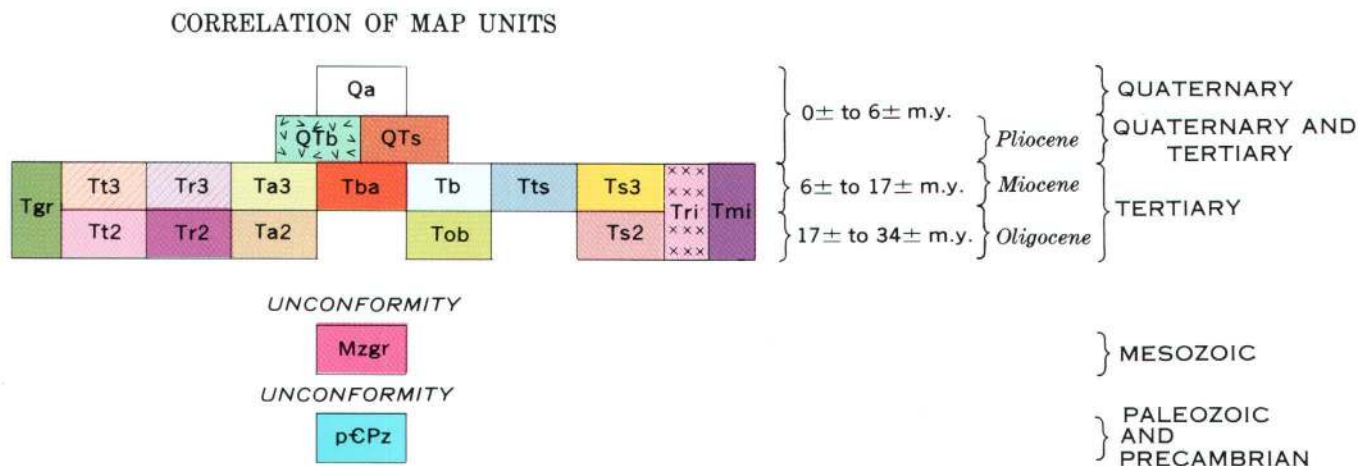 CORRELATION OF MAP UNITS
Qa
QTb QTs
Tgr Tt3 Tr3 Ta3 Tba Tb Tts Ts3 Tri Tmi
Tt2 Tr2 Ta2 Tob Ts2
0± to 6± m.y.
6± to 17± m.y.
17± to 34± m.y.
Pliocene
Miocene
Oligocene
QUATERNARY
QUATERNARY AND
TERTIARY
TERTIARY
UNCONFORMITY
Mzgr
MESOZOIC
UNCONFORMITY
p€Pz
PALEOZOIC
AND
PRECAMBRIAN